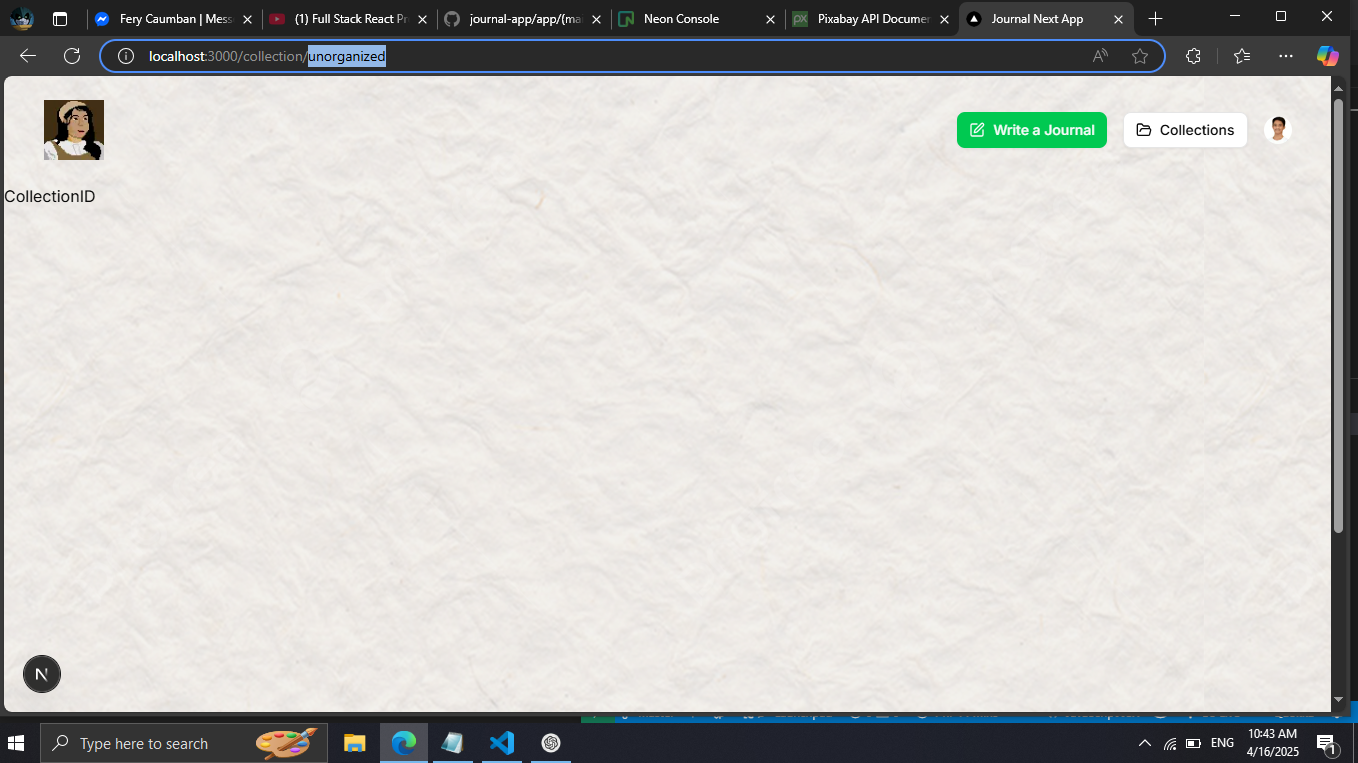 Fery Caumban | Mess
(1) Full Stack React Pr
journal-app/app/(ma
Neon Console
Pixabay API Documer
Journal Next App
localhost:3000/collection/unorganized
Write a Journal
Collections
CollectionID
N
Type here to search
ENG
10:43 AM
4/16/2025
1